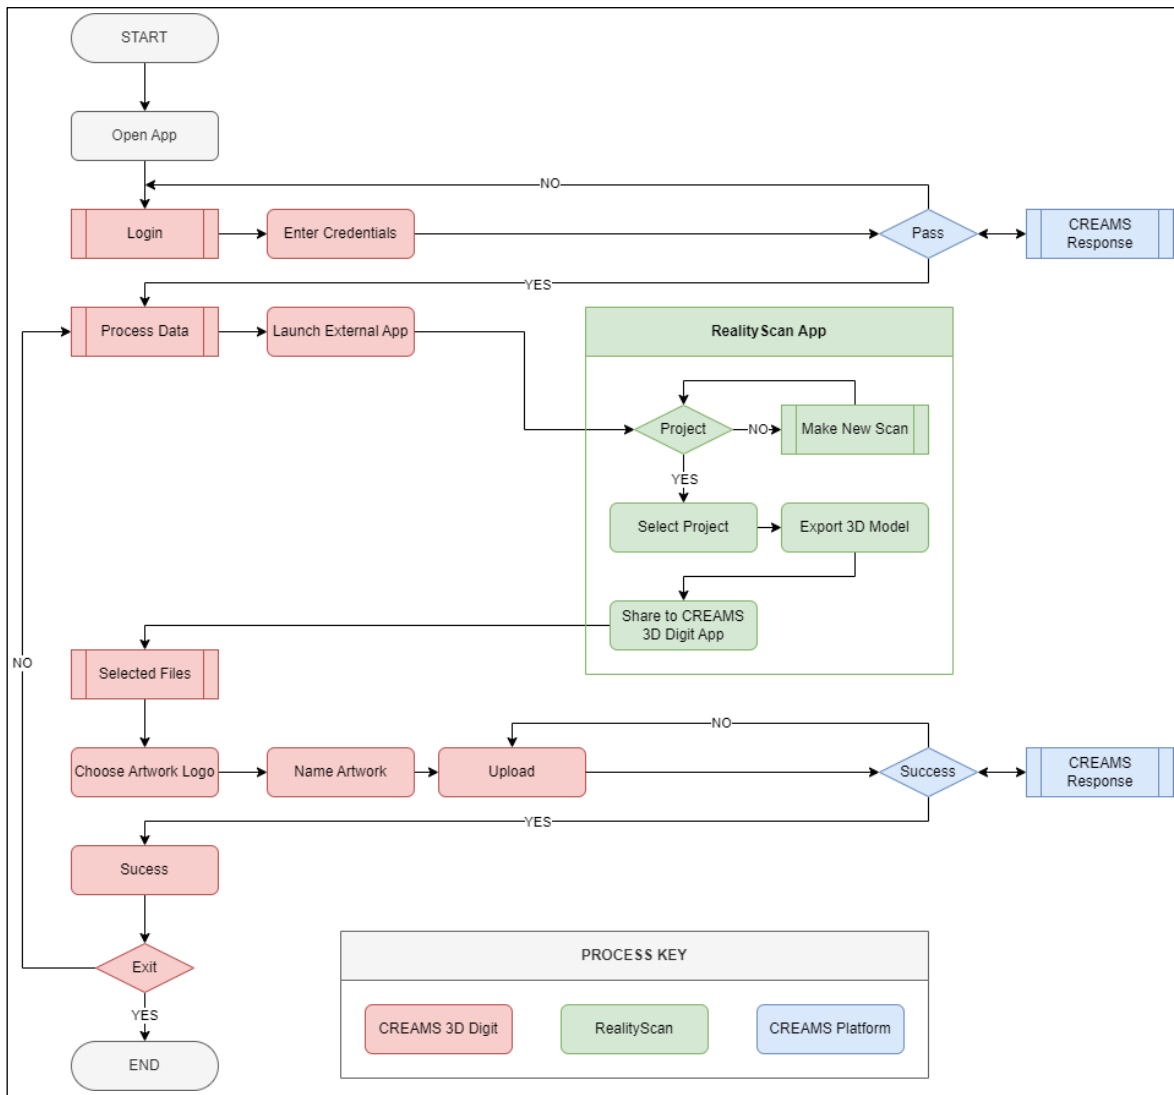 START
Open App
NO
Login
Enter Credentials
Pass
CREAMS
Response
YES
Process Data
Launch External App
RealityScan App
Project
NO
Make New Scan
YES
Select Project
Export 3D Model
Share to CREAMS
3D Digit App
NO
Selected Files
NO
Choose Artwork Logo
Name Artwork
Upload
Success
CREAMS
Response
YES
Sucess
Exit
YES
END
PROCESS KEY
CREAMS 3D Digit
RealityScan
CREAMS Platform